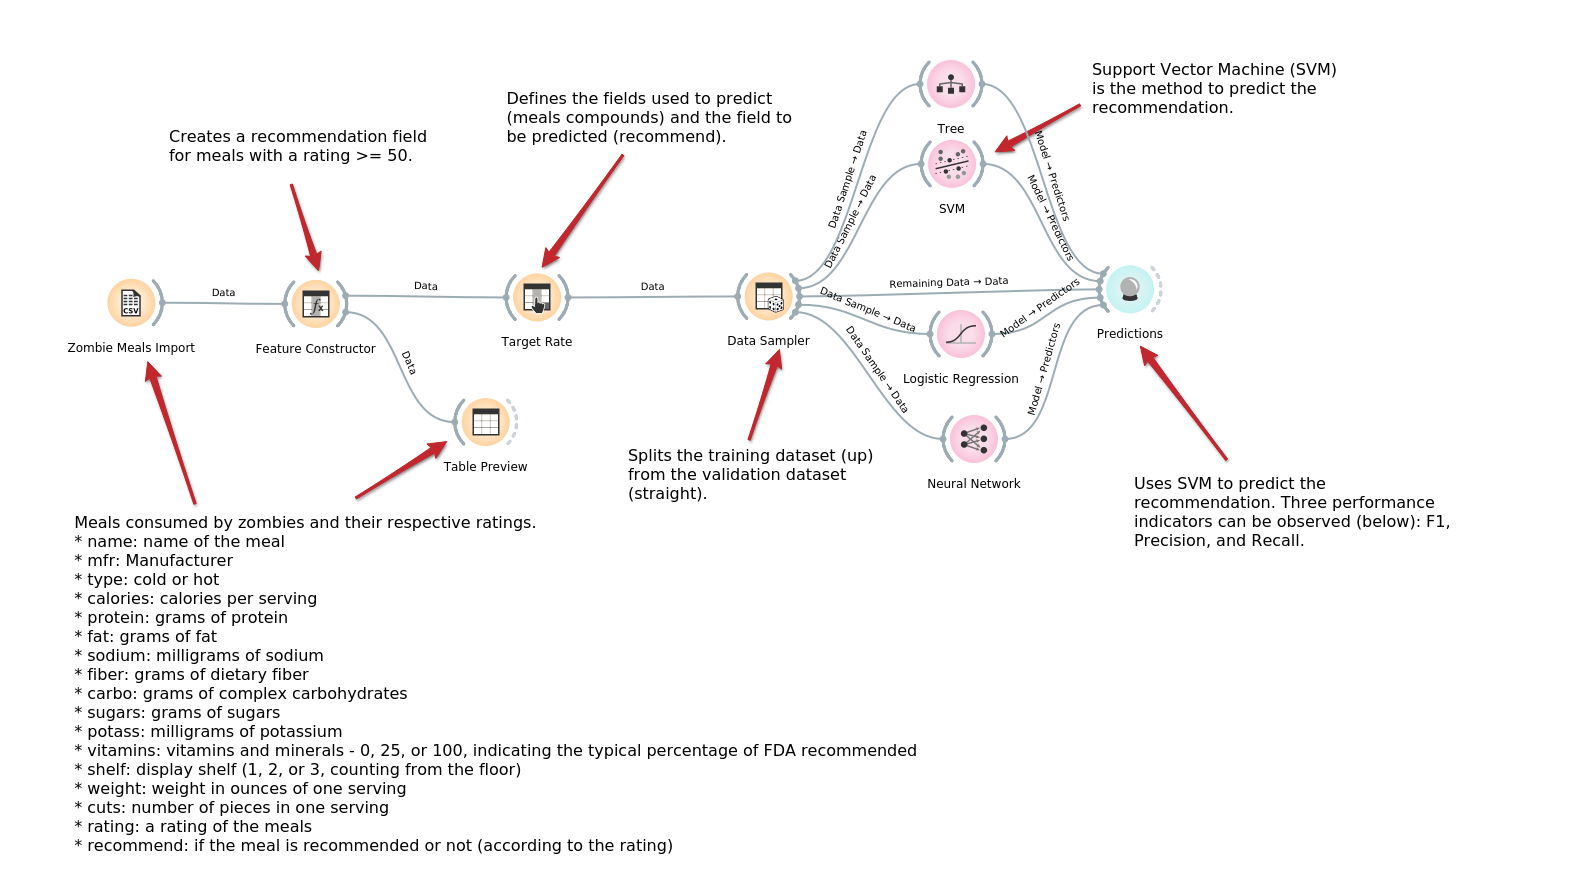 Support Vector Machine (SVM)
is the method to predict the
recommendation.
Defines the fields used to predict
(meals compounds) and the field to
be predicted (recommend).
Creates a recommendation field
for meals with a rating >= 50.
Tree
SVM
Data Sample → Data
Data Sample → Data
Model → Predictors
Model → Predictors
Data
Data
Data
Remaining Data → Data
CSV
fx
Zombie Meals Import
Feature Constructor
Target Rate
Data Sampler
Predictions
Data
Data Sample → Data
Model → Predictors
Data Sample → Data
Model → Predictors
Logistic Regression
Table Preview
Neural Network
Splits the training dataset (up)
from the validation dataset
(straight).
Uses SVM to predict the
recommendation. Three performance
indicators can be observed (below): F1,
Precision, and Recall.
Meals consumed by zombies and their respective ratings.
* name: name of the meal
* mfr: Manufacturer
* type: cold or hot
* calories: calories per serving
* protein: grams of protein
* fat: grams of fat
* sodium: milligrams of sodium
* fiber: grams of dietary fiber
* carbo: grams of complex carbohydrates
* sugars: grams of sugars
* potass: milligrams of potassium
* vitamins: vitamins and minerals - 0, 25, or 100, indicating the typical percentage of FDA recommended
* shelf: display shelf (1, 2, or 3, counting from the floor)
* weight: weight in ounces of one serving
* cuts: number of pieces in one serving
* rating: a rating of the meals
* recommend: if the meal is recommended or not (according to the rating)